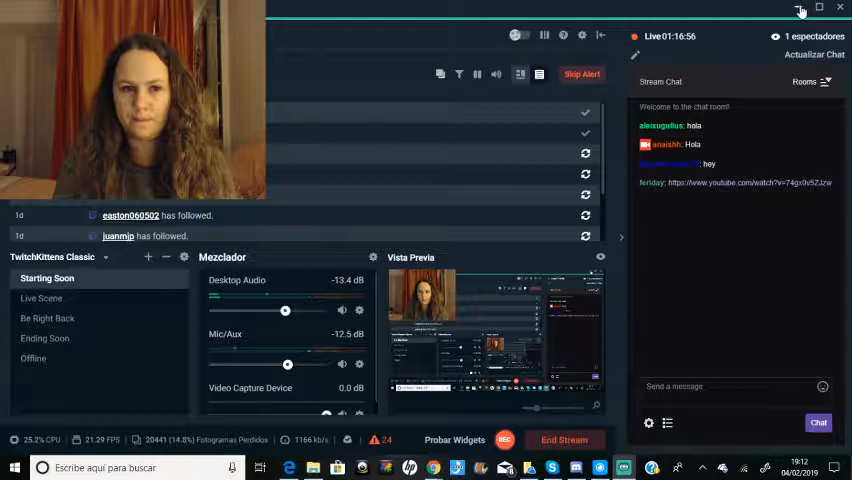 Live 01:16:56
1 espectadores
Actualizar Chat
Skip Alert
Stream Chat
Rooms
Welcome to the chat room!
aleixugulius: hola
anaishh: Hola
hey
feriday: https://www.youtube.com/watch?v=74gx0v5ZJzw
1d easton060502 has followed.
1d juanmjp has followed.
TwitchKittens Classic
Mezclador
Vista Previa
Starting Soon
Live Scene
Be Right Back
Ending Soon
Offline
Desktop Audio -13.4 dB
Mic/Aux -12.5 dB
Video Capture Device 0.0 dB
Send a message
Chat
25.2% CPU
21.29 FPS
20441 (14.8%) Fotogramas Perdidos
1166 kb/s
24
Probar Widgets
REC
End Stream
Escribe aquí para buscar
hp
19:12
04/02/2019